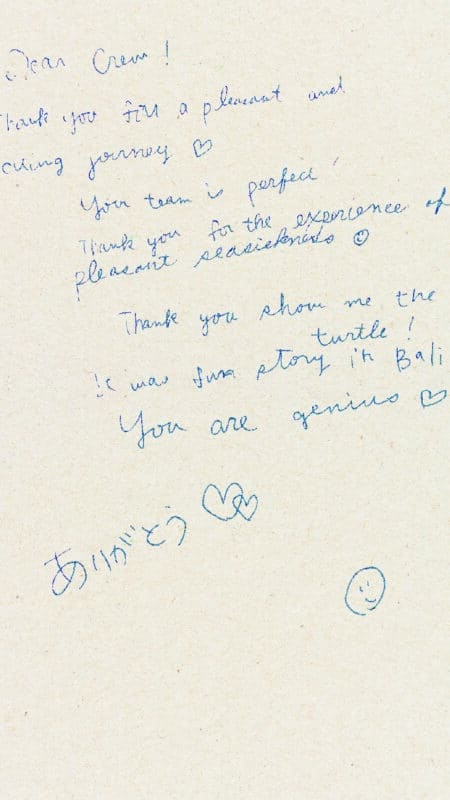 Dear Crew!
Thank you for a pleasant and
citing journey ♡
Your team is perfect!
Thank you for the experience of
pleasant seasickness ☺
Thank you show me the
turtle!
It was fun story in Bali
You are genius ♡
ありがとう ♡♡